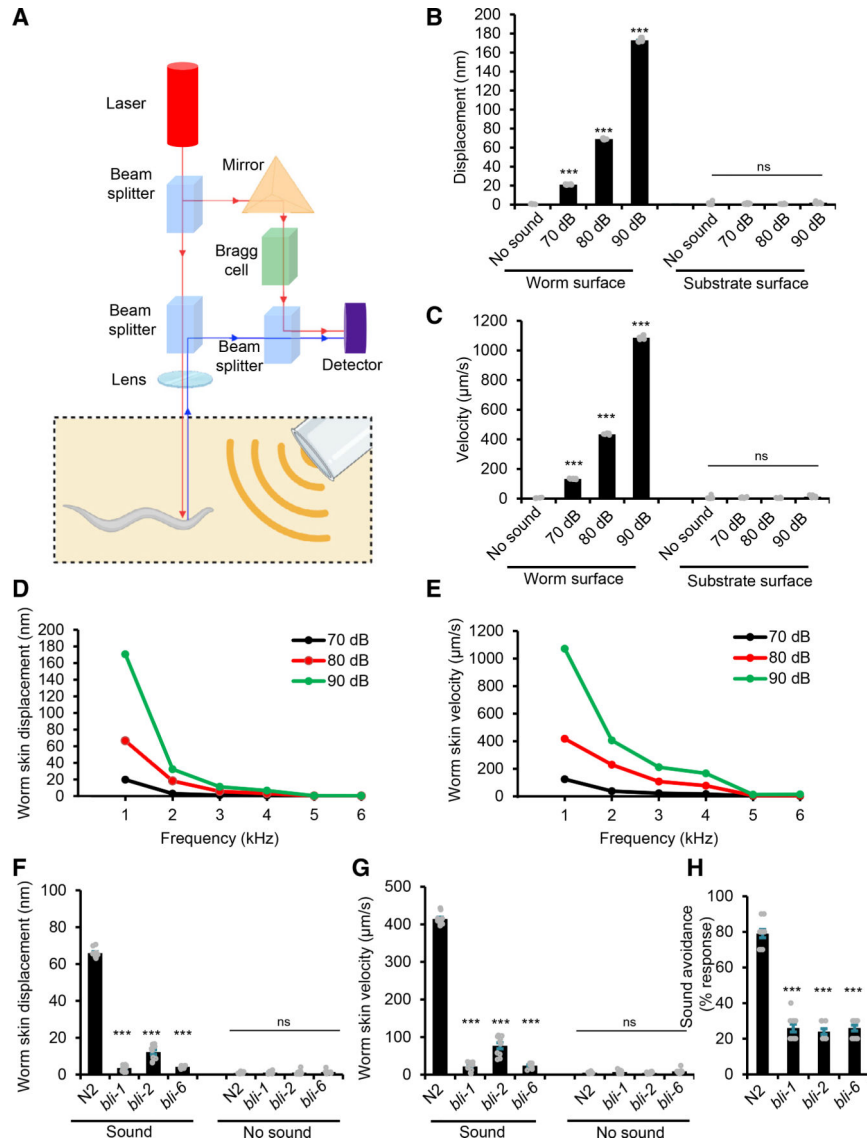 A
Laser
Beam
splitter
Mirror
Bragg
cell
Beam
splitter
Beam
splitter
Lens
Detector
B
Displacement (nm)
200
180
160
140
120
100
80
60
40
20
0
***
***
***
ns
No sound
70 dB
80 dB
90 dB
No sound
70 dB
80 dB
90 dB
Worm surface
Substrate surface
C
Velocity (µm/s)
1200
1000
800
600
400
200
0
***
***
***
ns
No sound
70 dB
80 dB
90 dB
No sound
70 dB
80 dB
90 dB
Worm surface
Substrate surface
D
Worm skin displacement (nm)
200
180
160
140
120
100
80
60
40
20
0
70 dB
80 dB
90 dB
1 2 3 4 5 6
Frequency (kHz)
E
Worm skin velocity (µm/s)
1200
1000
800
600
400
200
0
70 dB
80 dB
90 dB
1 2 3 4 5 6
Frequency (kHz)
F
Worm skin displacement (nm)
100
80
60
40
20
0
*** *** ***
ns
N2 bli-1 bli-2 bli-6 N2 bli-1 bli-2 bli-6
Sound No sound
G
Worm skin velocity (µm/s)
500
400
300
200
100
0
*** *** ***
ns
N2 bli-1 bli-2 bli-6 N2 bli-1 bli-2 bli-6
Sound No sound
H
Sound avoidance
(% response)
100
80
60
40
20
0
*** *** ***
N2 bli-1 bli-2 bli-6